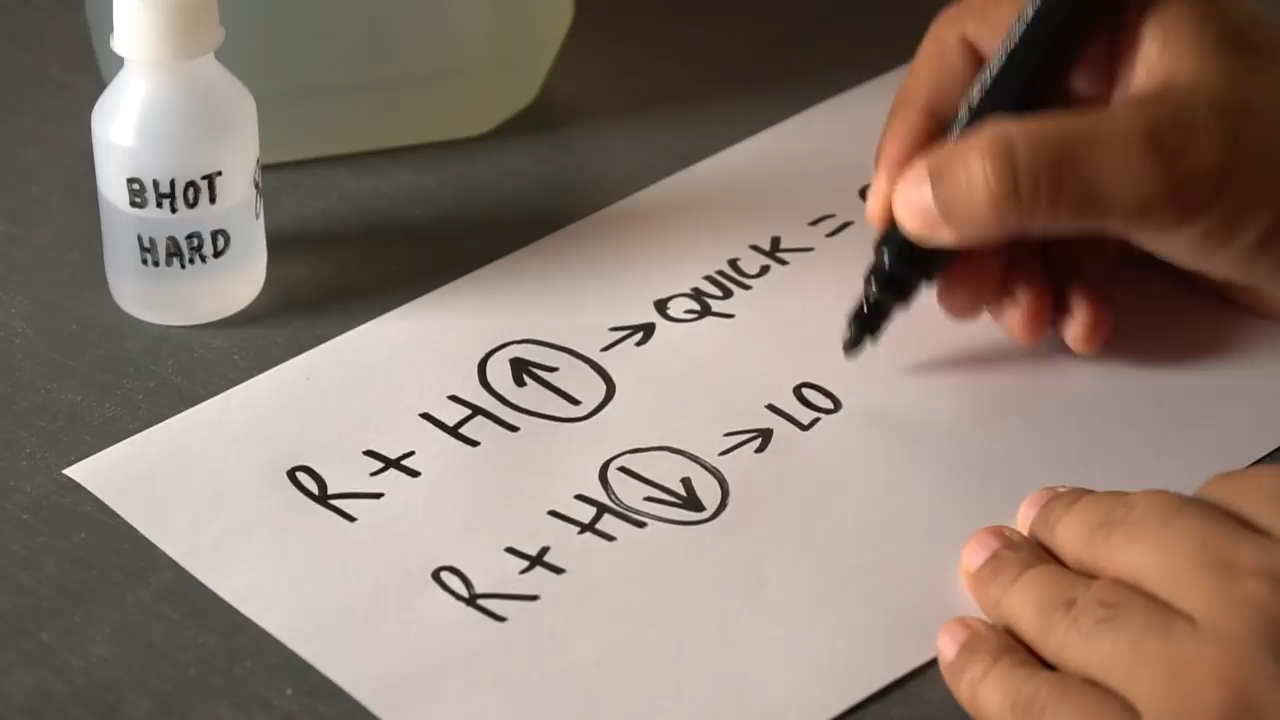 BHOT
HARD
R + H ↑ → QUICK =
R + H ↓ → LO